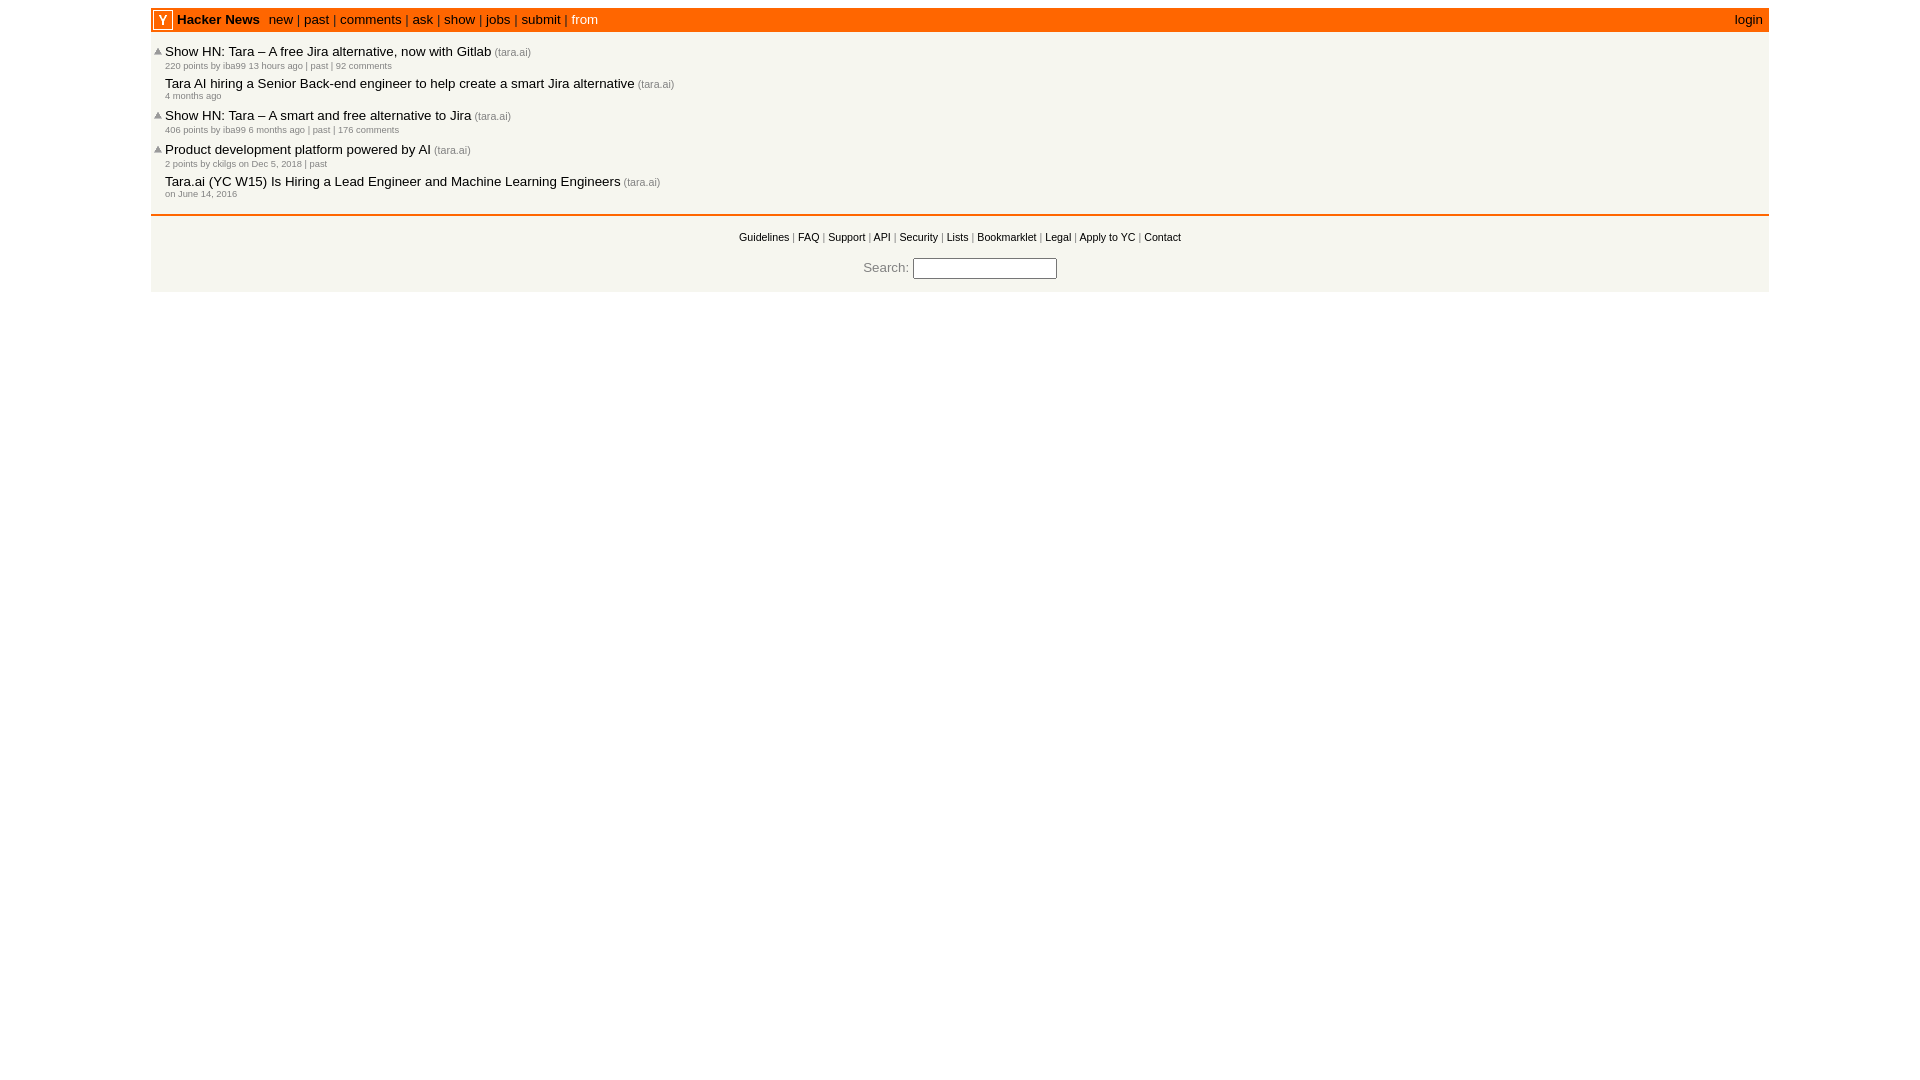 Y Hacker News new | past | comments | ask | show | jobs | submit | from login
Show HN: Tara – A free Jira alternative, now with Gitlab (tara.ai)
220 points by iba99 13 hours ago | past | 92 comments
Tara AI hiring a Senior Back-end engineer to help create a smart Jira alternative (tara.ai)
4 months ago
Show HN: Tara – A smart and free alternative to Jira (tara.ai)
406 points by iba99 6 months ago | past | 176 comments
Product development platform powered by AI (tara.ai)
2 points by ckilgs on Dec 5, 2018 | past
Tara.ai (YC W15) Is Hiring a Lead Engineer and Machine Learning Engineers (tara.ai)
on June 14, 2016
Guidelines | FAQ | Support | API | Security | Lists | Bookmarklet | Legal | Apply to YC | Contact
Search: